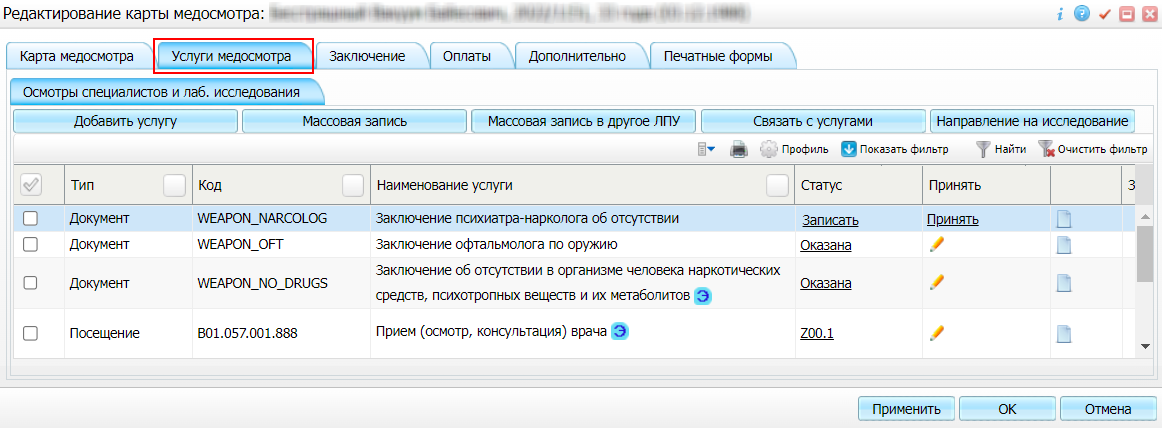 Редактирование карты медосмотра:
Карта медосмотра Услуги медосмотра Заключение Оплаты Дополнительно Печатные формы
Осмотры специалистов и лаб. исследования
Добавить услугу Массовая запись Массовая запись в другое ЛПУ Связать с услугами Направление на исследование
Профиль Показать фильтр Найти Очистить фильтр
Тип Код Наименование услуги Статус Принять З
Документ WEAPON_NARCOLOG Заключение психиатра-нарколога об отсутствии Записать Принять
Документ WEAPON_OFT Заключение офтальмолога по оружию Оказана
Заключение об отсутствии в организме человека наркотических
Документ WEAPON_NO_DRUGS Оказана
средств, психотропных веществ и их метаболитов Э
Посещение B01.057.001.888 Прием (осмотр, консультация) врача Э Z00.1
Применить ОК Отмена